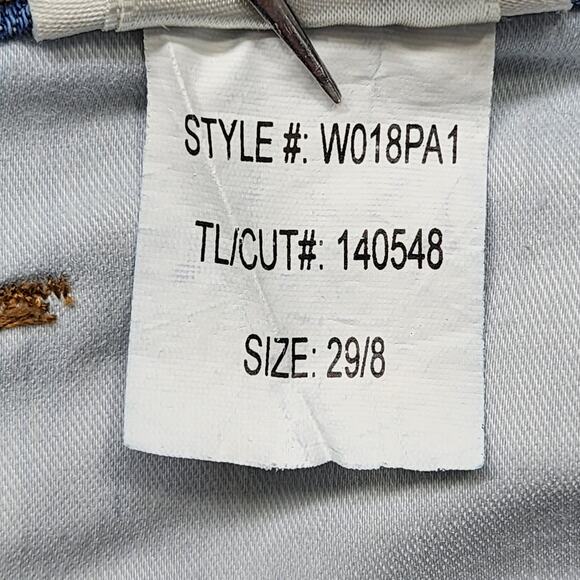 STYLE #: W018PA1
TL/CUT#: 140548
SIZE: 29/8